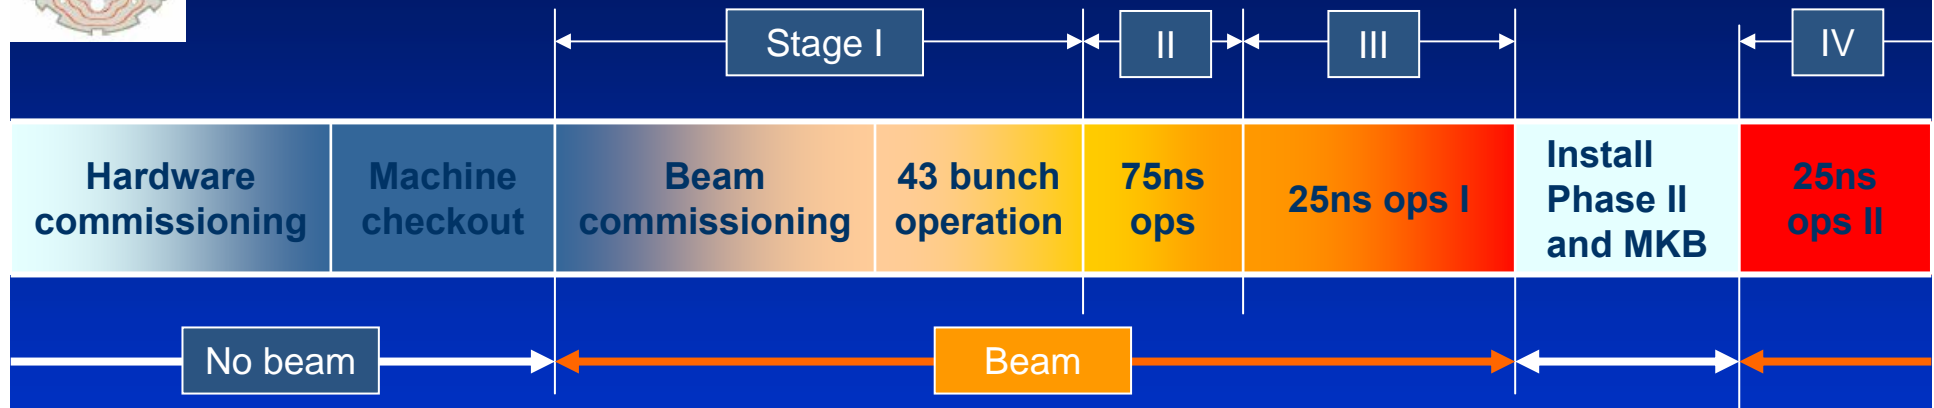 Stage I
II
III
IV
Hardware
commissioning
Machine
checkout
Beam
commissioning
43 bunch
operation
75ns
ops
25ns ops I
Install
Phase II
and MKB
25ns
ops II
No beam
Beam